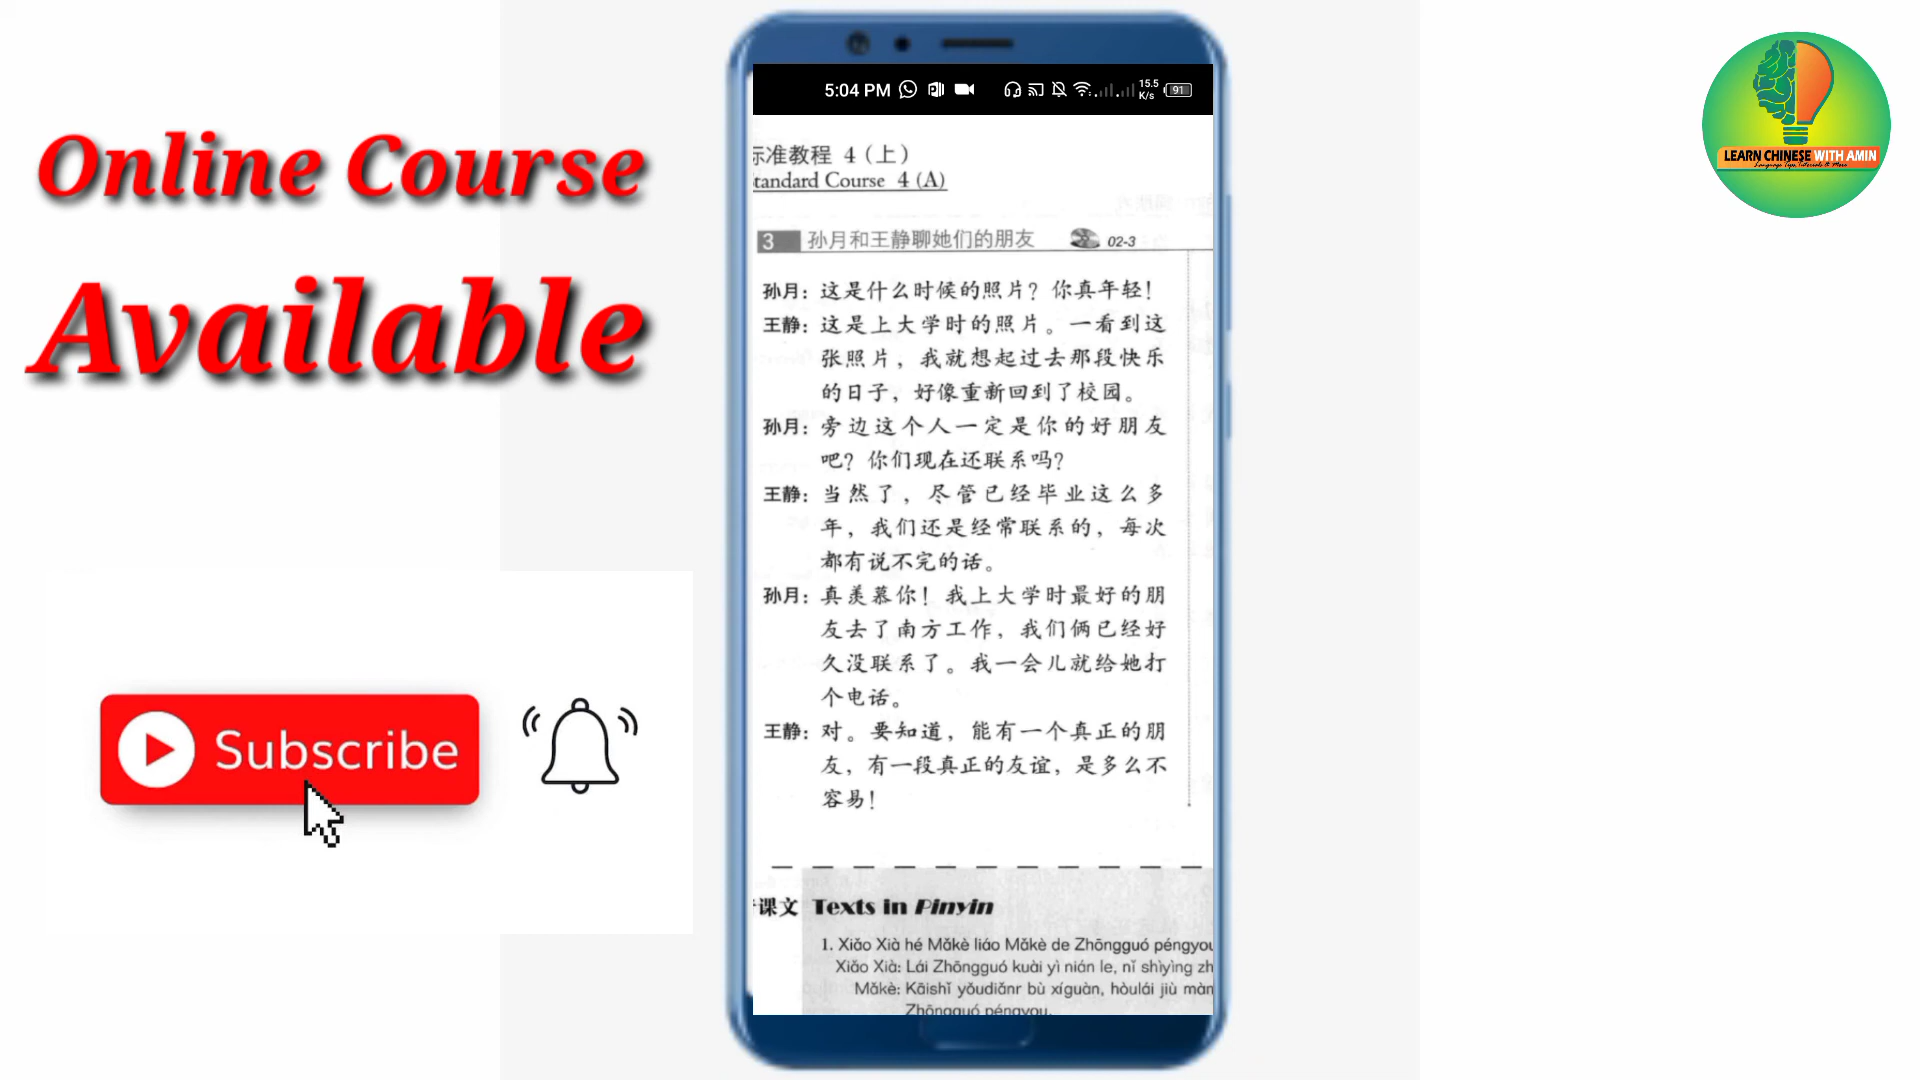 Online Course
Available
Subscribe
5:04 PM
15.5
K/s
91
LEARN CHINESE WITH AMIN
Language Tips, Tutorials & More
标准教程 4（上）
Standard Course 4 (A)
3 孙月和王静聊她们的朋友 02-3
孙月：这是什么时候的照片？你真年轻！
王静：这是上大学时的照片。一看到这
张照片，我就想起过去那段快乐
的日子，好像重新回到了校园。
孙月：旁边这个人一定是你的好朋友
吧？你们现在还联系吗？
王静：当然了，尽管已经毕业这么多
年，我们还是经常联系的，每次
都有说不完的话。
孙月：真羡慕你！我上大学时最好的朋
友去了南方工作，我们俩已经好
久没联系了。我一会儿就给她打
个电话。
王静：对。要知道，能有一个真正的朋
友，有一段真正的友谊，是多么不
容易！
课文 Texts in Pinyin
1. Xiǎo Xià hé Mǎkè liáo Mǎkè de Zhōngguó péngyou
Xiǎo Xià: Lái Zhōngguó kuài yì nián le, nǐ shìyìng zh
Mǎkè: Kāishǐ yǒudiǎnr bù xíguàn, hòulái jiù màn
Zhōngguó péngyou.